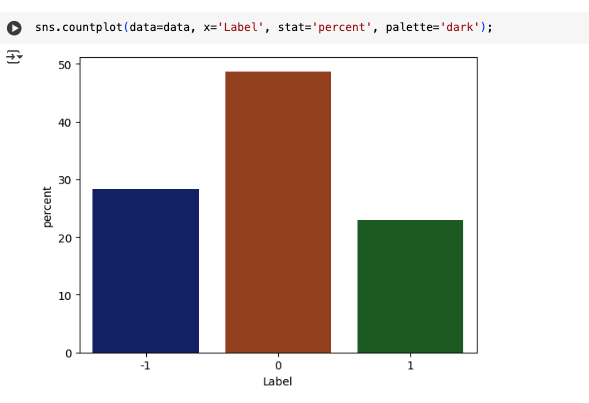 sns.countplot(data=data, x='Label', stat='percent', palette='dark');
50
40
30
20
10
0
percent
-1 0 1
Label